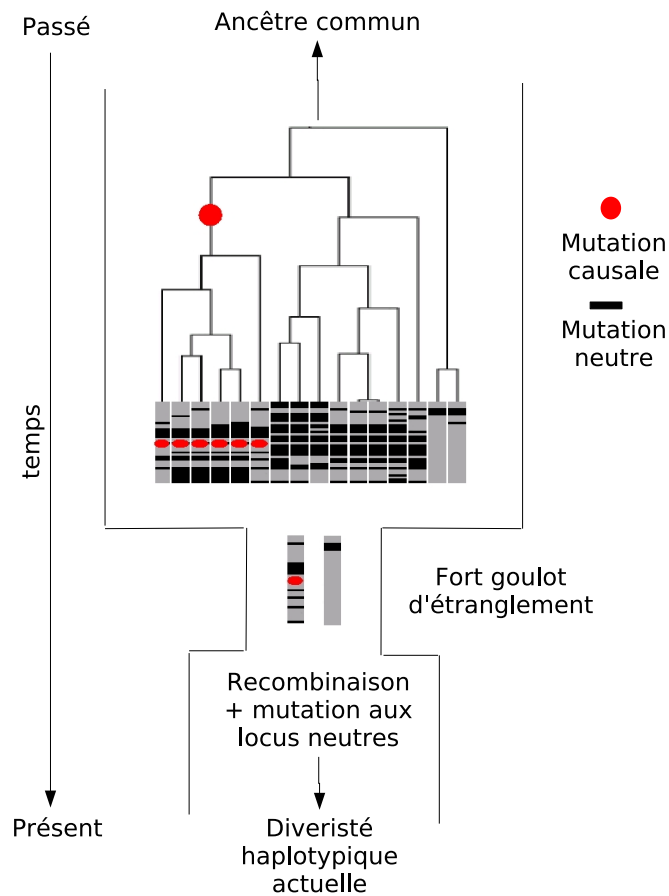 Passé
Ancêtre commun
Mutation
causale
Mutation
neutre
temps
Fort goulot
d'étranglement
Recombinaison
+ mutation aux
locus neutres
Présent
Diveristé
haplotypique
actuelle